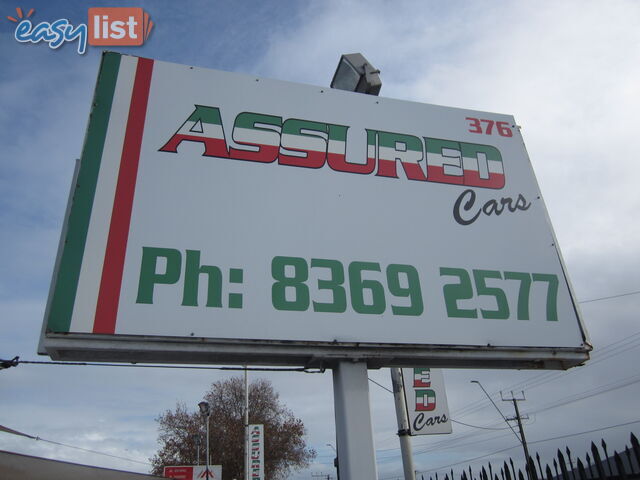 easy list
376
ASSURED
Cars
Ph: 8369 2577
E
D
Cars